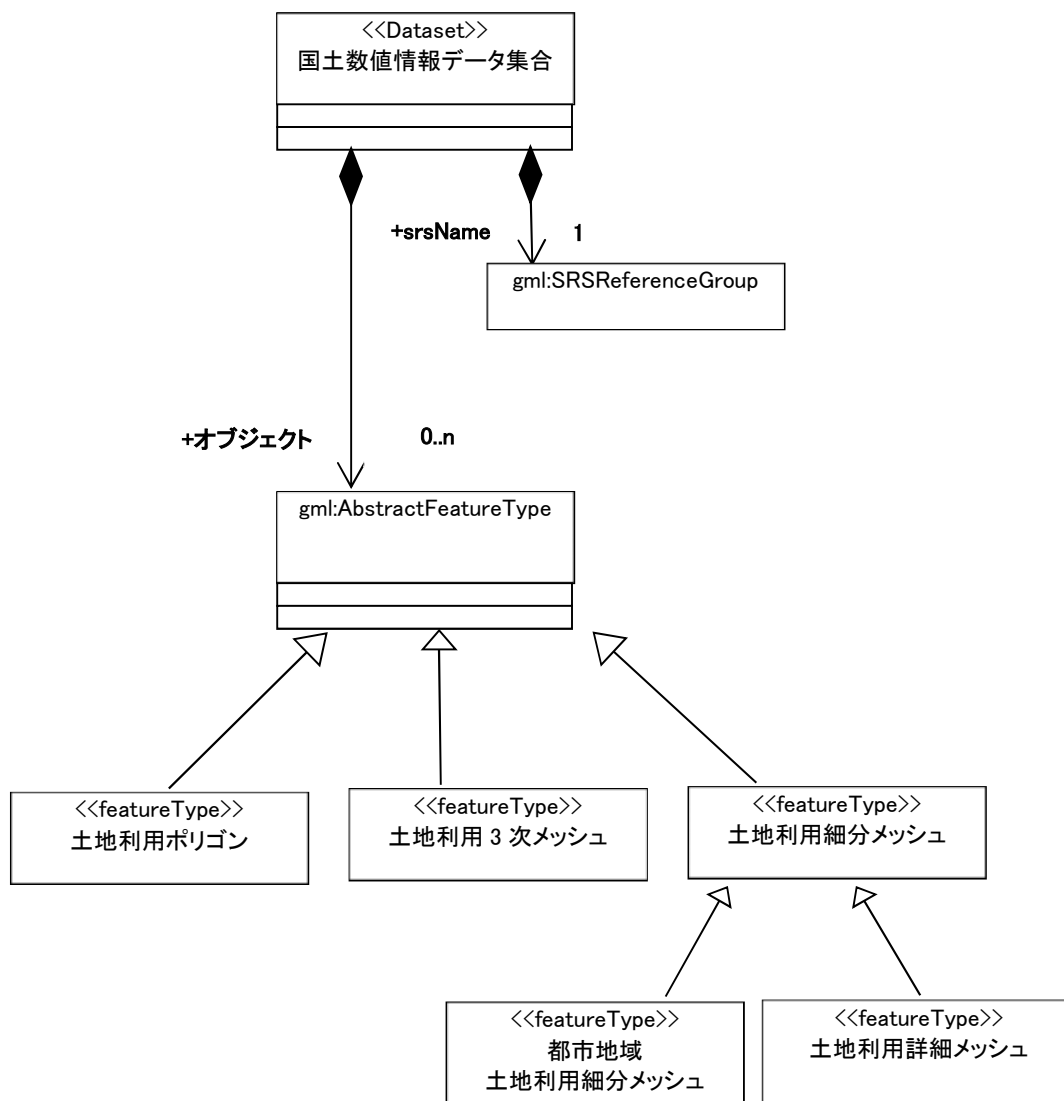 <<Dataset>>
国土数値情報データ集合
+srsName 1
gml:SRSReferenceGroup
+オブジェクト 0..n
gml:AbstractFeatureType
<<featureType>>
土地利用ポリゴン
<<featureType>>
土地利用 3 次メッシュ
<<featureType>>
土地利用細分メッシュ
<<featureType>>
都市地域
土地利用細分メッシュ
<<featureType>>
土地利用詳細メッシュ